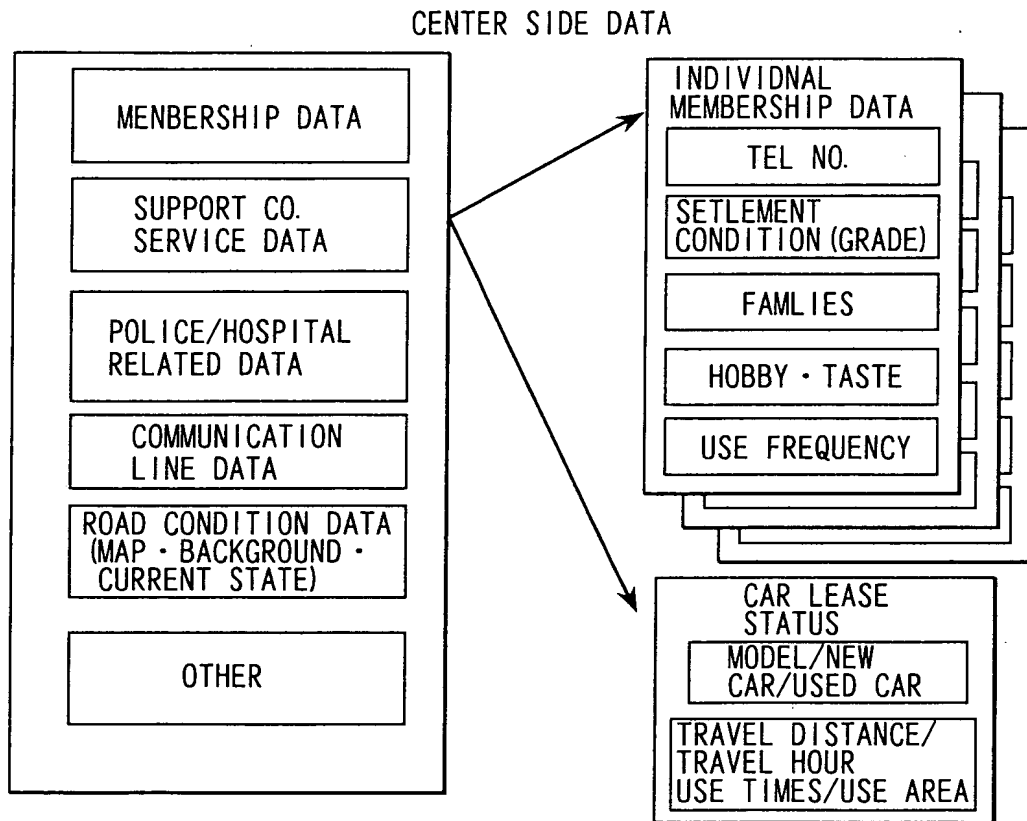 CENTER SIDE DATA
MENBERSHIP DATA
SUPPORT CO.
SERVICE DATA
POLICE/HOSPITAL
RELATED DATA
COMMUNICATION
LINE DATA
ROAD CONDITION DATA
(MAP・BACKGROUND・
CURRENT STATE)
OTHER
INDIVIDNAL
MEMBERSHIP DATA
TEL NO.
SETLEMENT
CONDITION(GRADE)
FAMLIES
HOBBY・TASTE
USE FREQUENCY
CAR LEASE
STATUS
MODEL/NEW
CAR/USED CAR
TRAVEL DISTANCE/
TRAVEL HOUR
USE TIMES/USE AREA